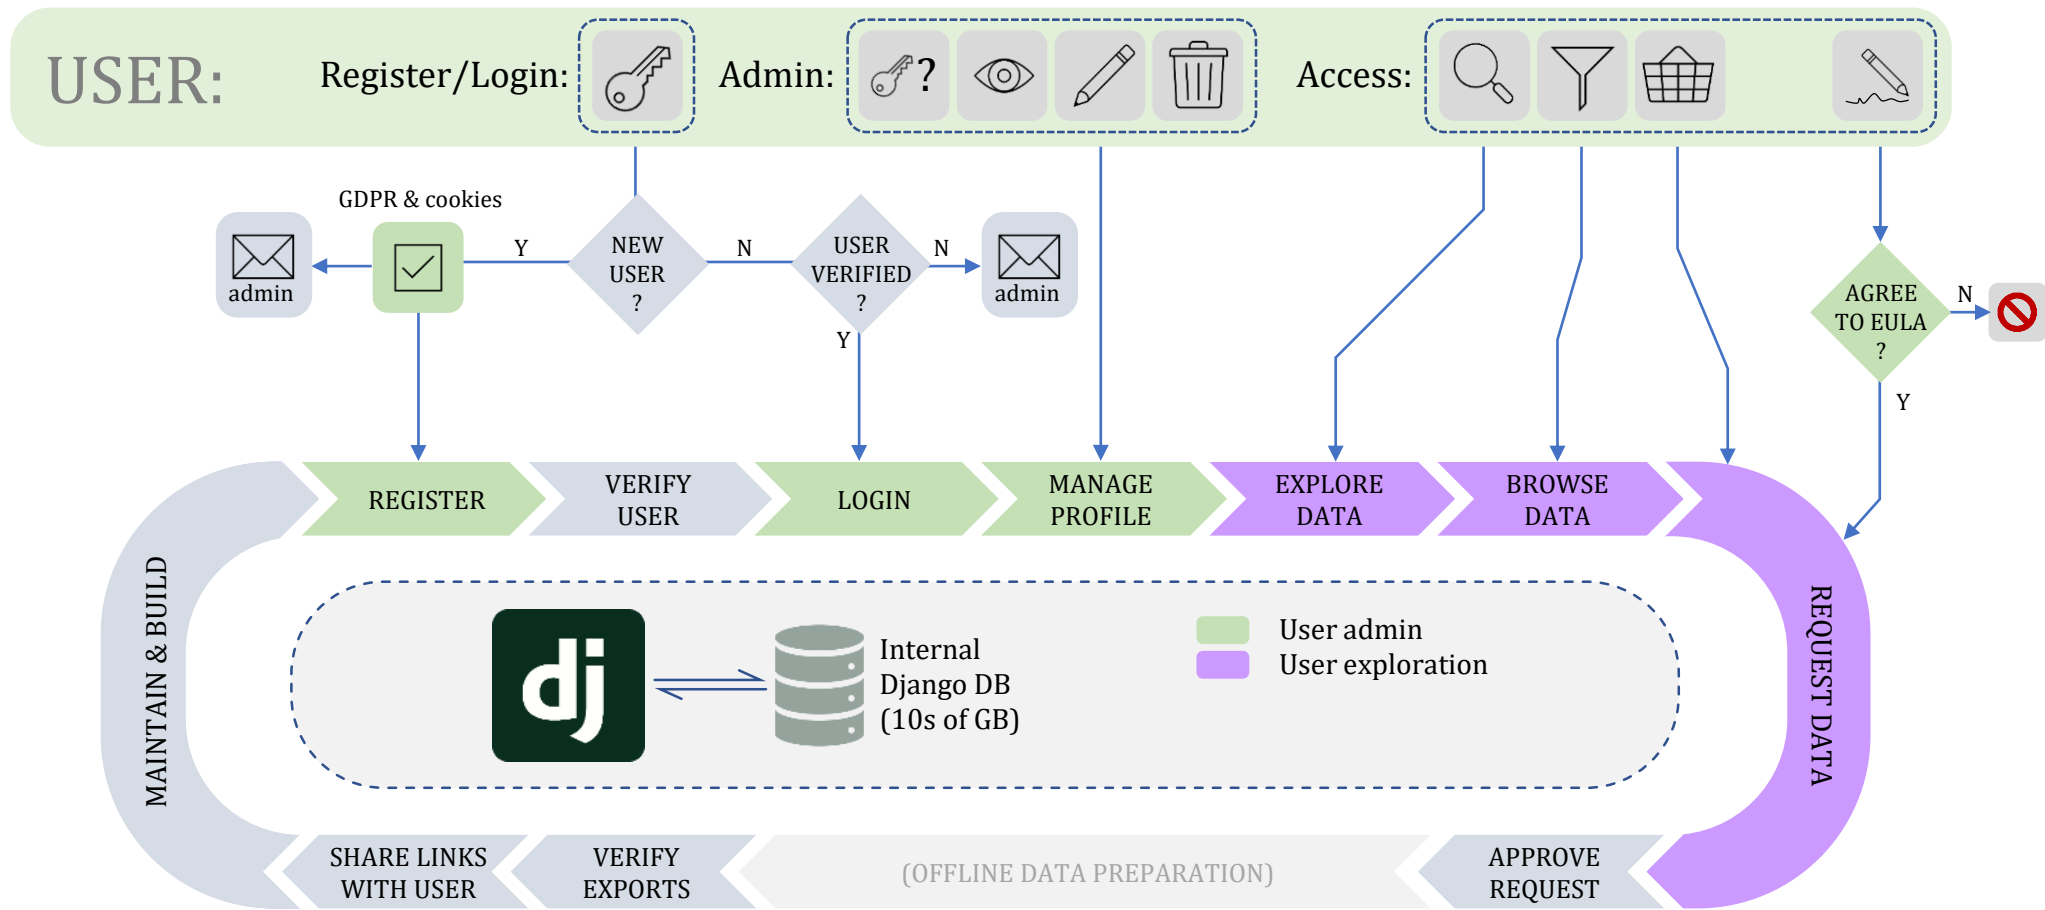 USER:
Register/Login:
Admin:
?
Access:
GDPR & cookies
admin
Y
NEW
USER
?
N
USER
VERIFIED
?
N
admin
Y
AGREE
TO EULA
?
N
Y
REGISTER
VERIFY
USER
LOGIN
MANAGE
PROFILE
EXPLORE
DATA
BROWSE
DATA
REQUEST DATA
MAINTAIN & BUILD
dj
Internal
Django DB
(10s of GB)
User admin
User exploration
SHARE LINKS
WITH USER
VERIFY
EXPORTS
(OFFLINE DATA PREPARATION)
APPROVE
REQUEST